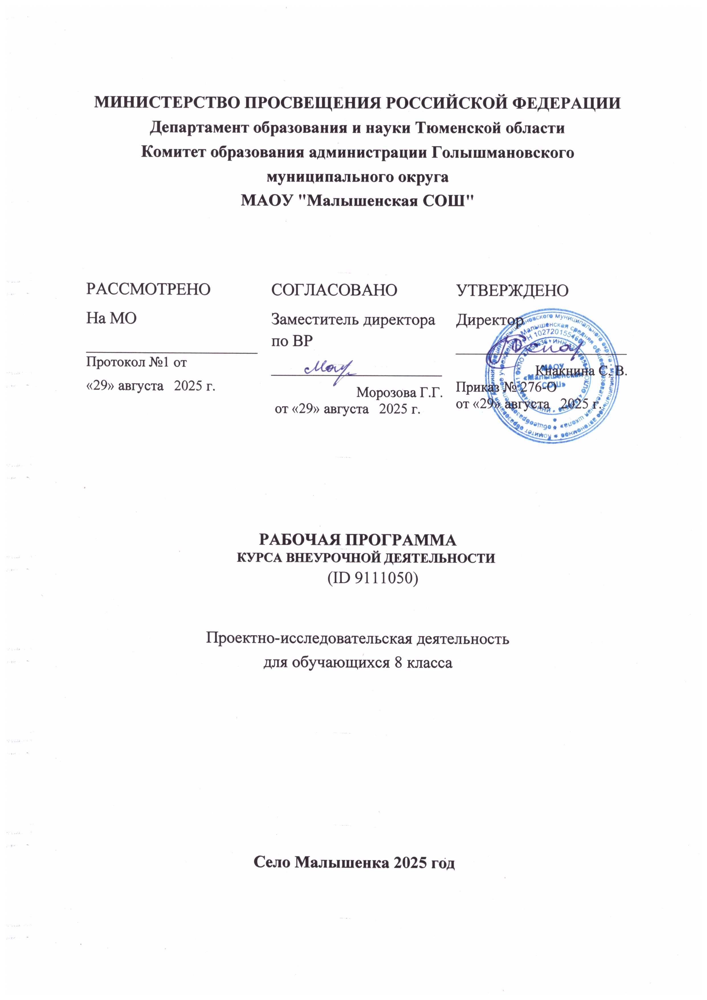 МИНИСТЕРСТВО ПРОСВЕЩЕНИЯ РОССИЙСКОЙ ФЕДЕРАЦИИ
Департамент образования и науки Тюменской области
Комитет образования администрации Голышмановского
муниципального округа
МАОУ "Малышенская СОШ"
РАССМОТРЕНО
На МО
Протокол №1 от
«29» августа 2025 г.
СОГЛАСОВАНО
Заместитель директора
по ВР
Морозова Г.Г.
от «29» августа 2025 г.
УТВЕРЖДЕНО
Директор
Кнакнина С, В.
Приказ № 276-О
от «29» августа 2025 г.
МАОУ
«Малышенская
СОШ»
РАБОЧАЯ ПРОГРАММА
КУРСА ВНЕУРОЧНОЙ ДЕЯТЕЛЬНОСТИ
(ID 9111050)
Проектно-исследовательская деятельность
для обучающихся 8 класса
Село Малышенка 2025 год